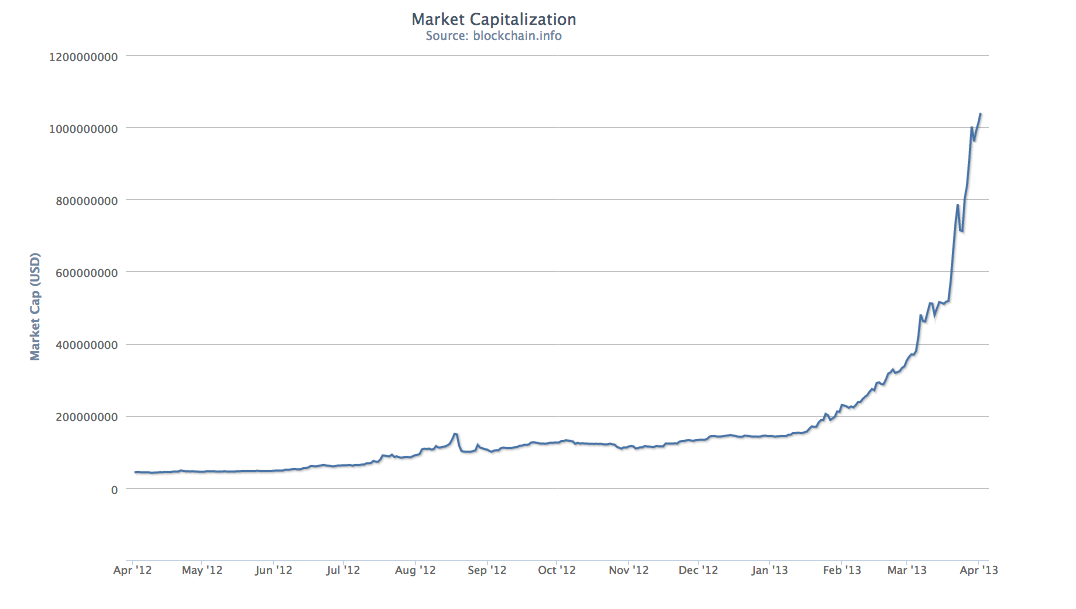 Market Capitalization
Source: blockchain.info
1200000000
1000000000
800000000
600000000
400000000
200000000
0
Market Cap (USD)
Apr '12 May '12 Jun '12 Jul '12 Aug '12 Sep '12 Oct '12 Nov '12 Dec '12 Jan '13 Feb '13 Mar '13 Apr '13